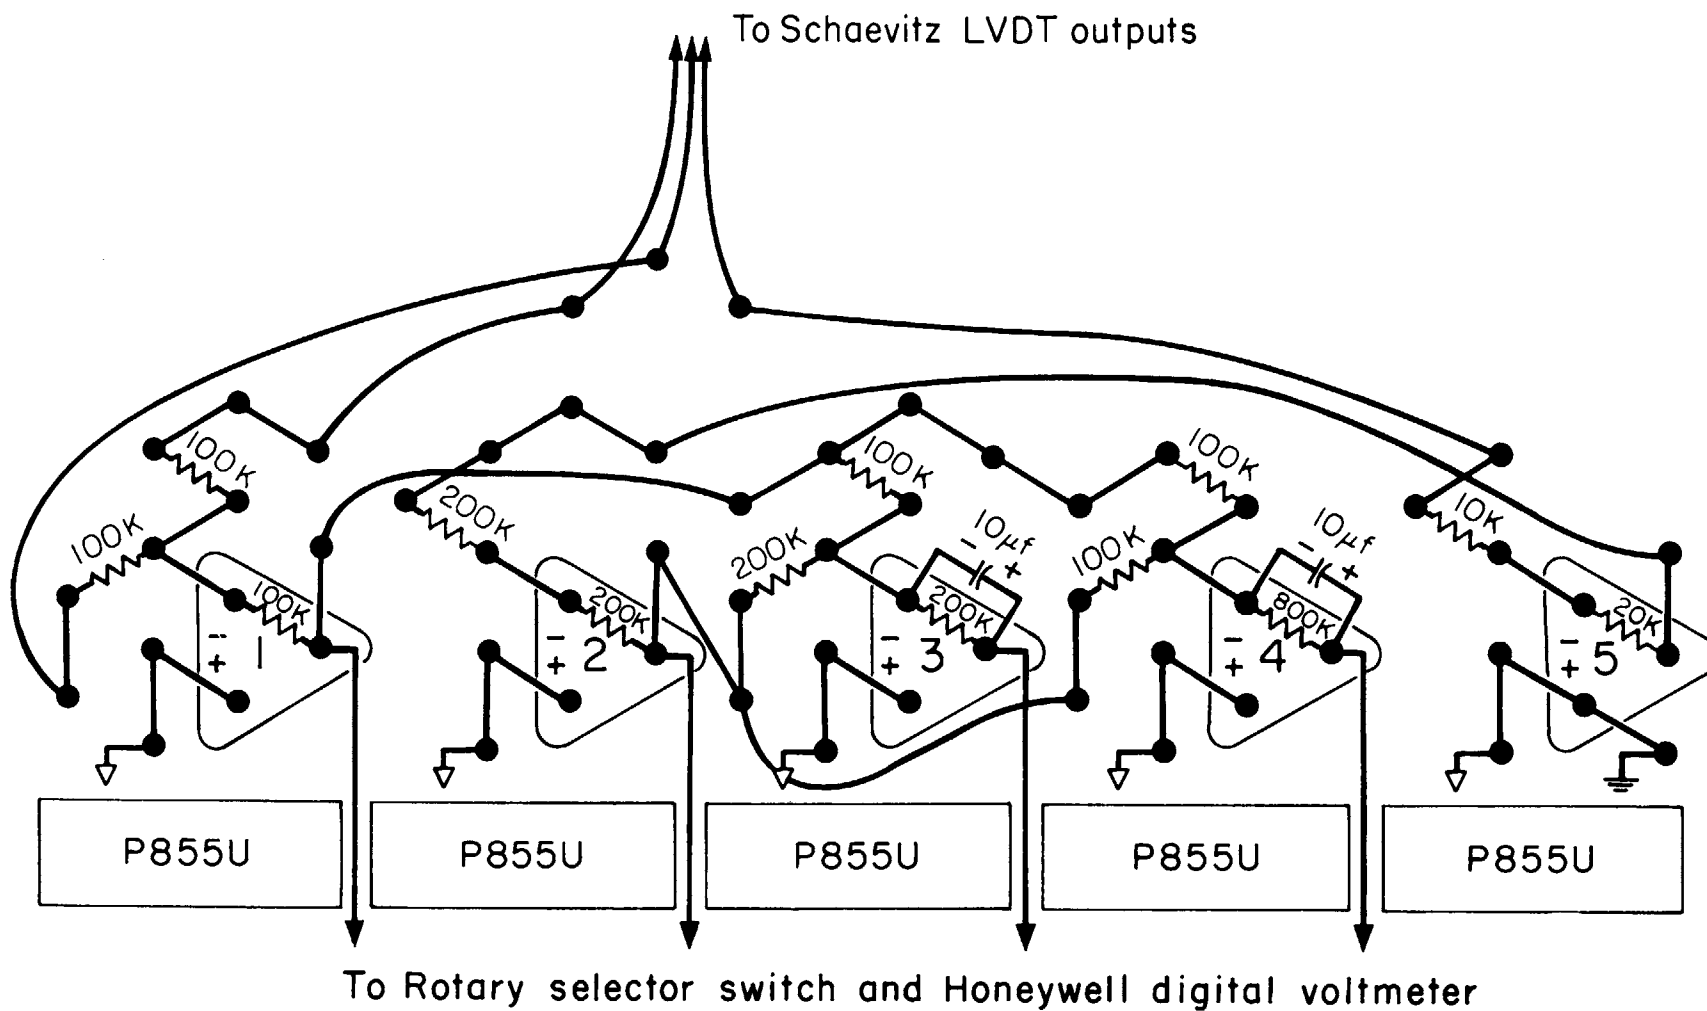 To Schaevitz LVDT outputs
100K
100K
100K
200K
200K
100K
200K
10μf
- +
200K
100K
100K
10μf
- +
800K
10K
20K
- + 1
- + 2
- + 3
- + 4
- + 5
P855U
P855U
P855U
P855U
P855U
To Rotary selector switch and Honeywell digital voltmeter